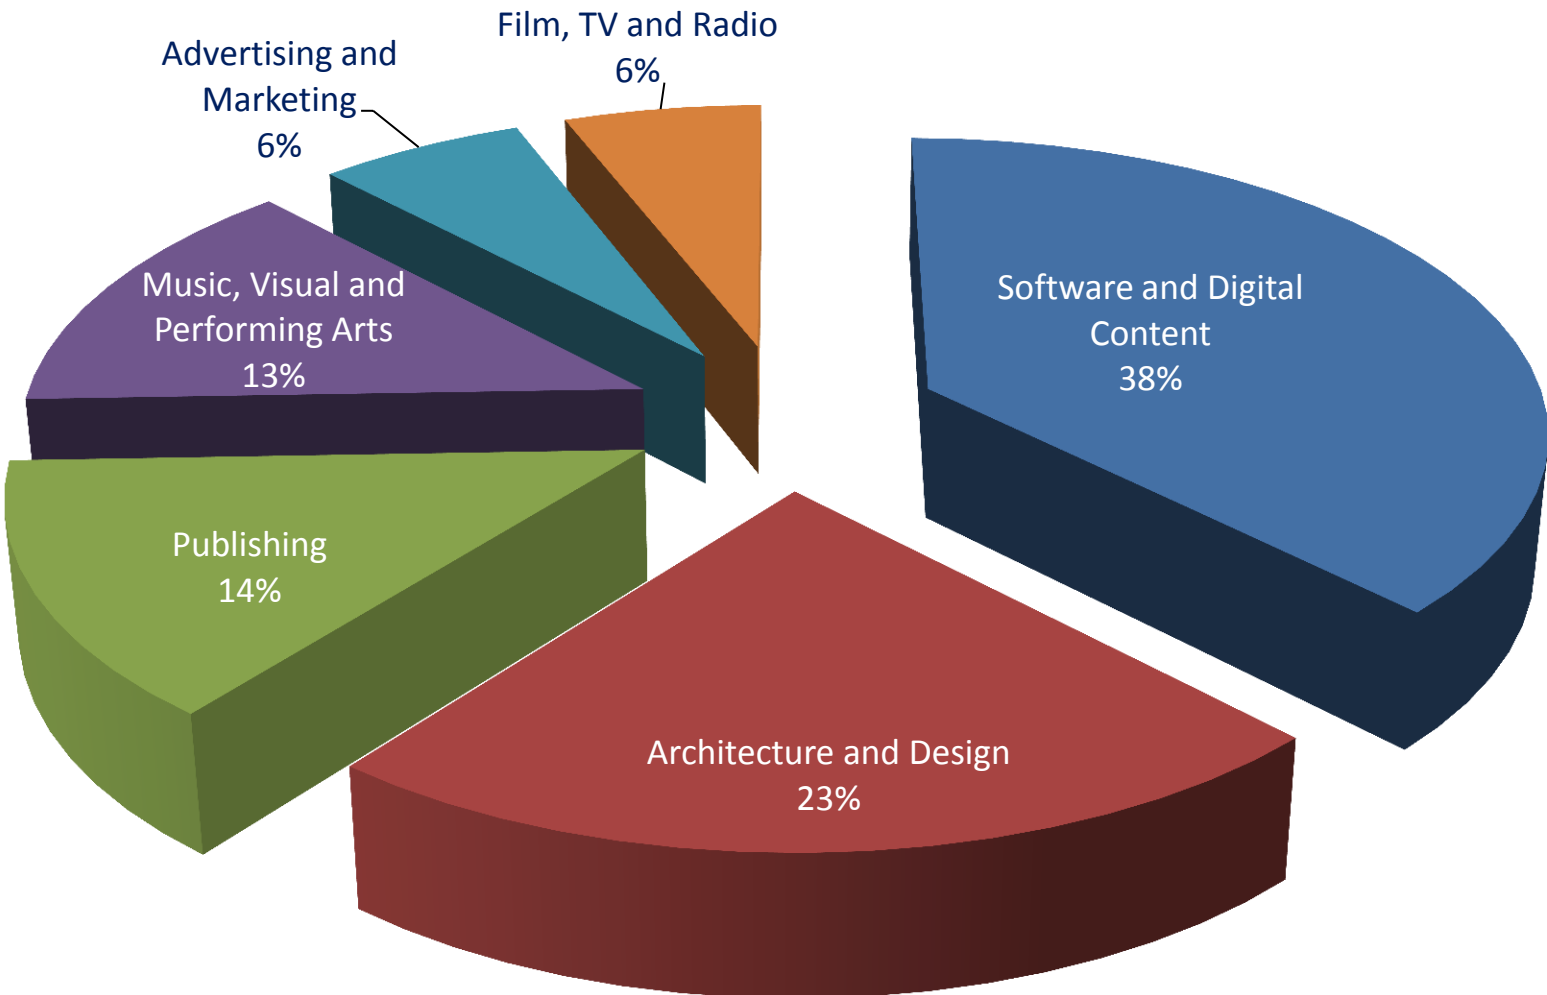 Film, TV and Radio
6%
Advertising and
Marketing
6%
Software and Digital
Content
38%
Music, Visual and
Performing Arts
13%
Publishing
14%
Architecture and Design
23%